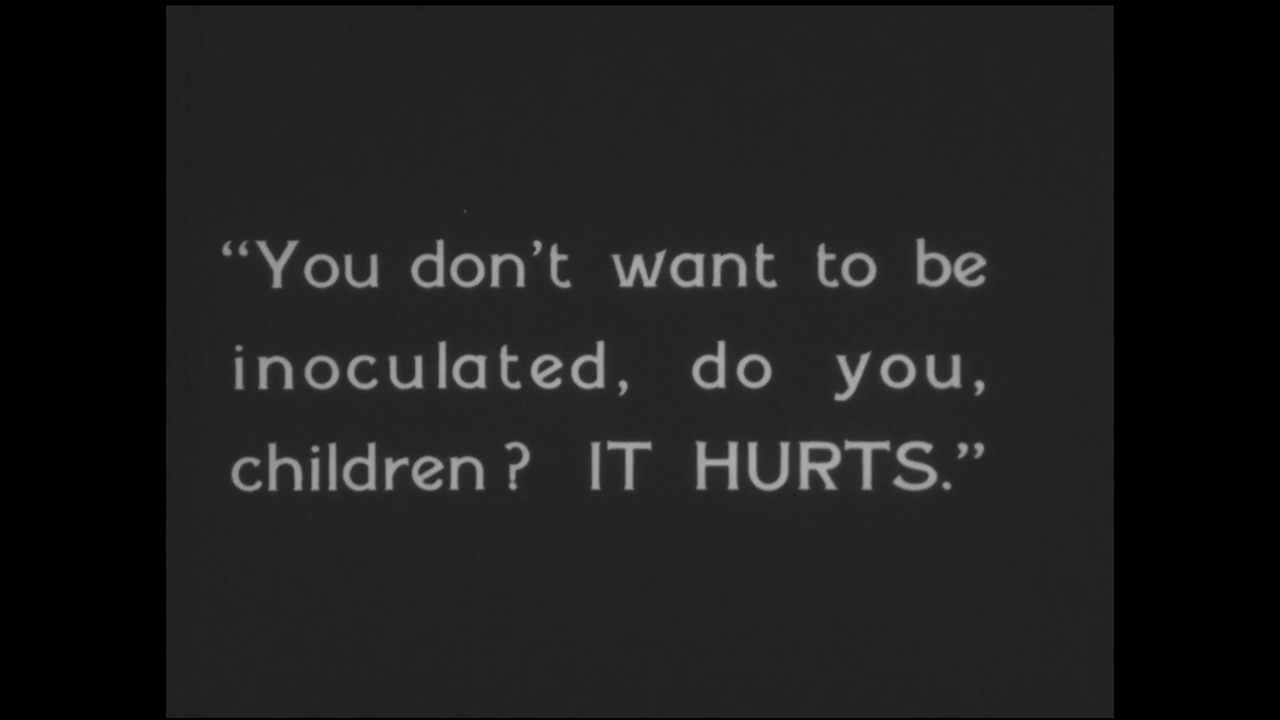 “You don’t want to be
inoculated, do you,
children? IT HURTS.”